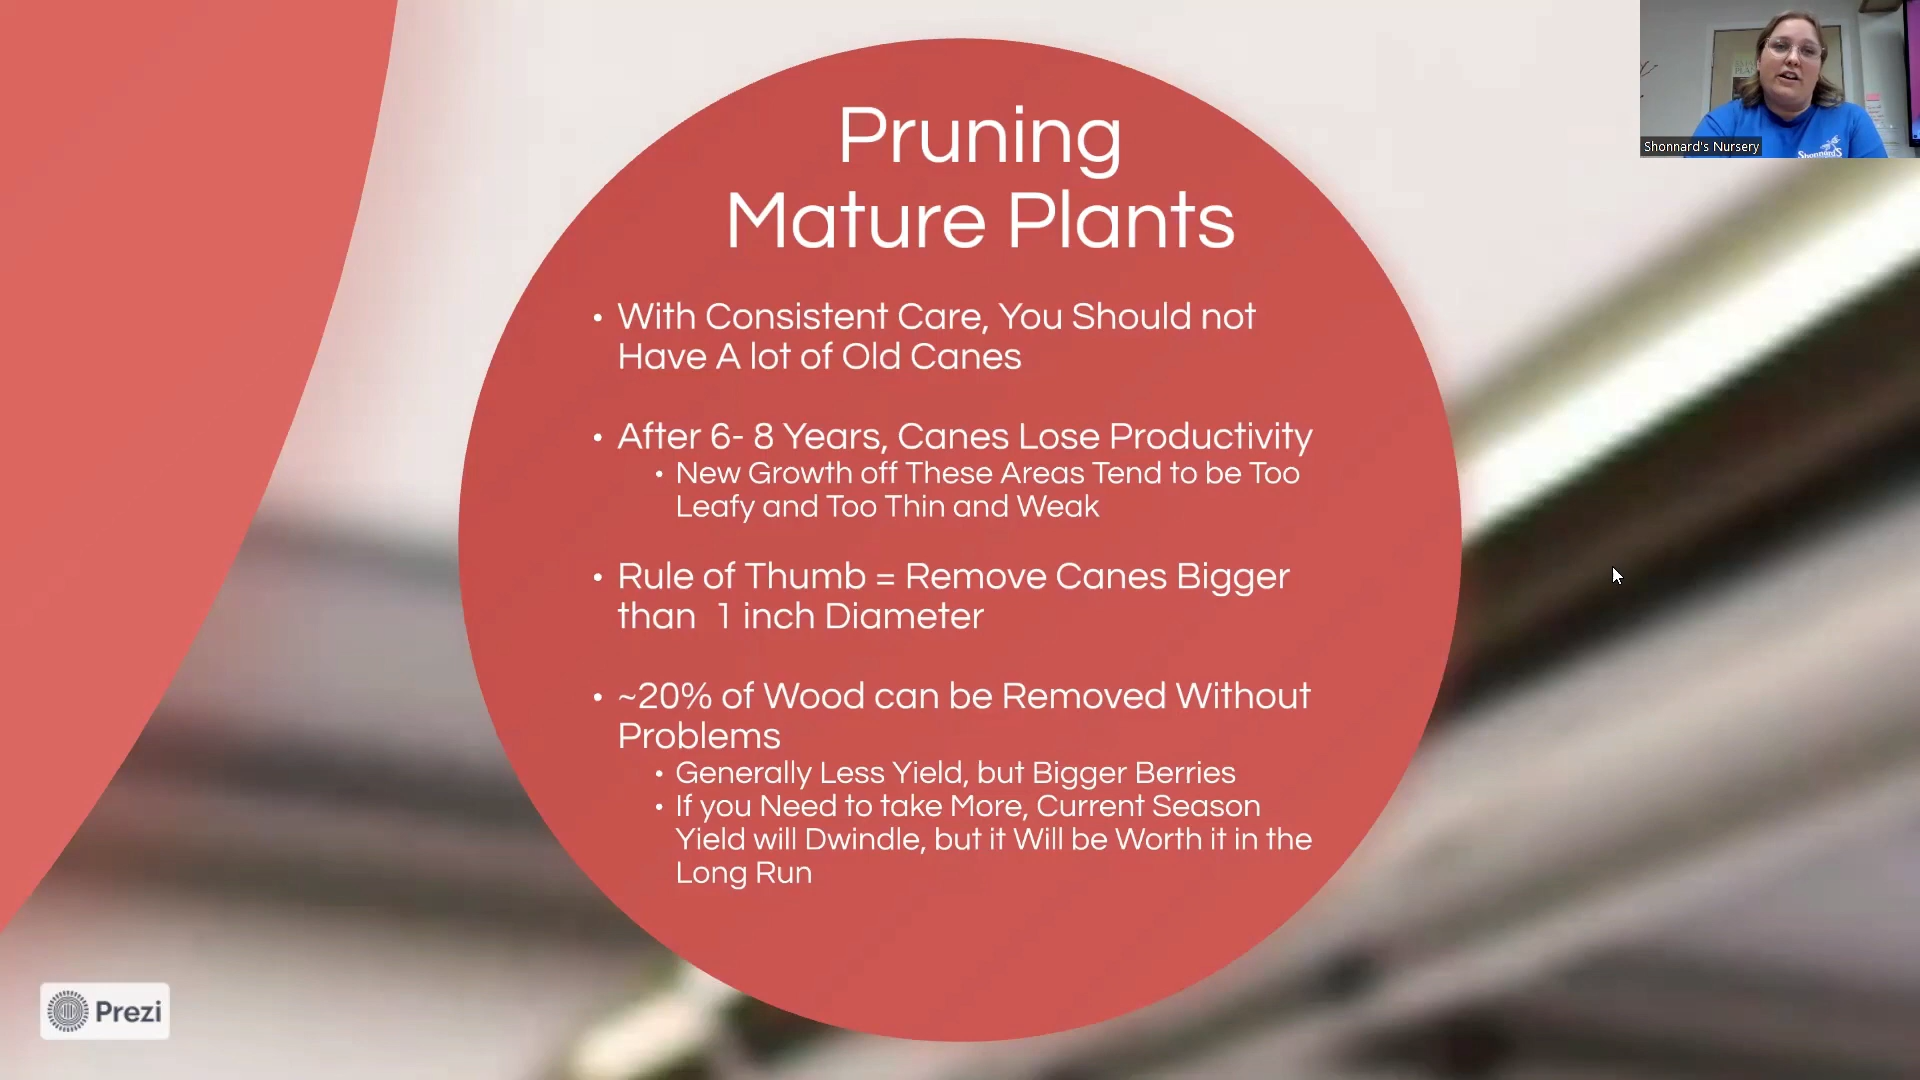 Pruning
Mature Plants
• With Consistent Care, You Should not
Have A lot of Old Canes
• After 6- 8 Years, Canes Lose Productivity
• New Growth off These Areas Tend to be Too
Leafy and Too Thin and Weak
• Rule of Thumb = Remove Canes Bigger
than  1 inch Diameter
• ~20% of Wood can be Removed Without
Problems
• Generally Less Yield, but Bigger Berries
• If you Need to take More, Current Season
Yield will Dwindle, but it Will be Worth it in the
Long Run
Shonnard's
Shonnard's Nursery
Prezi